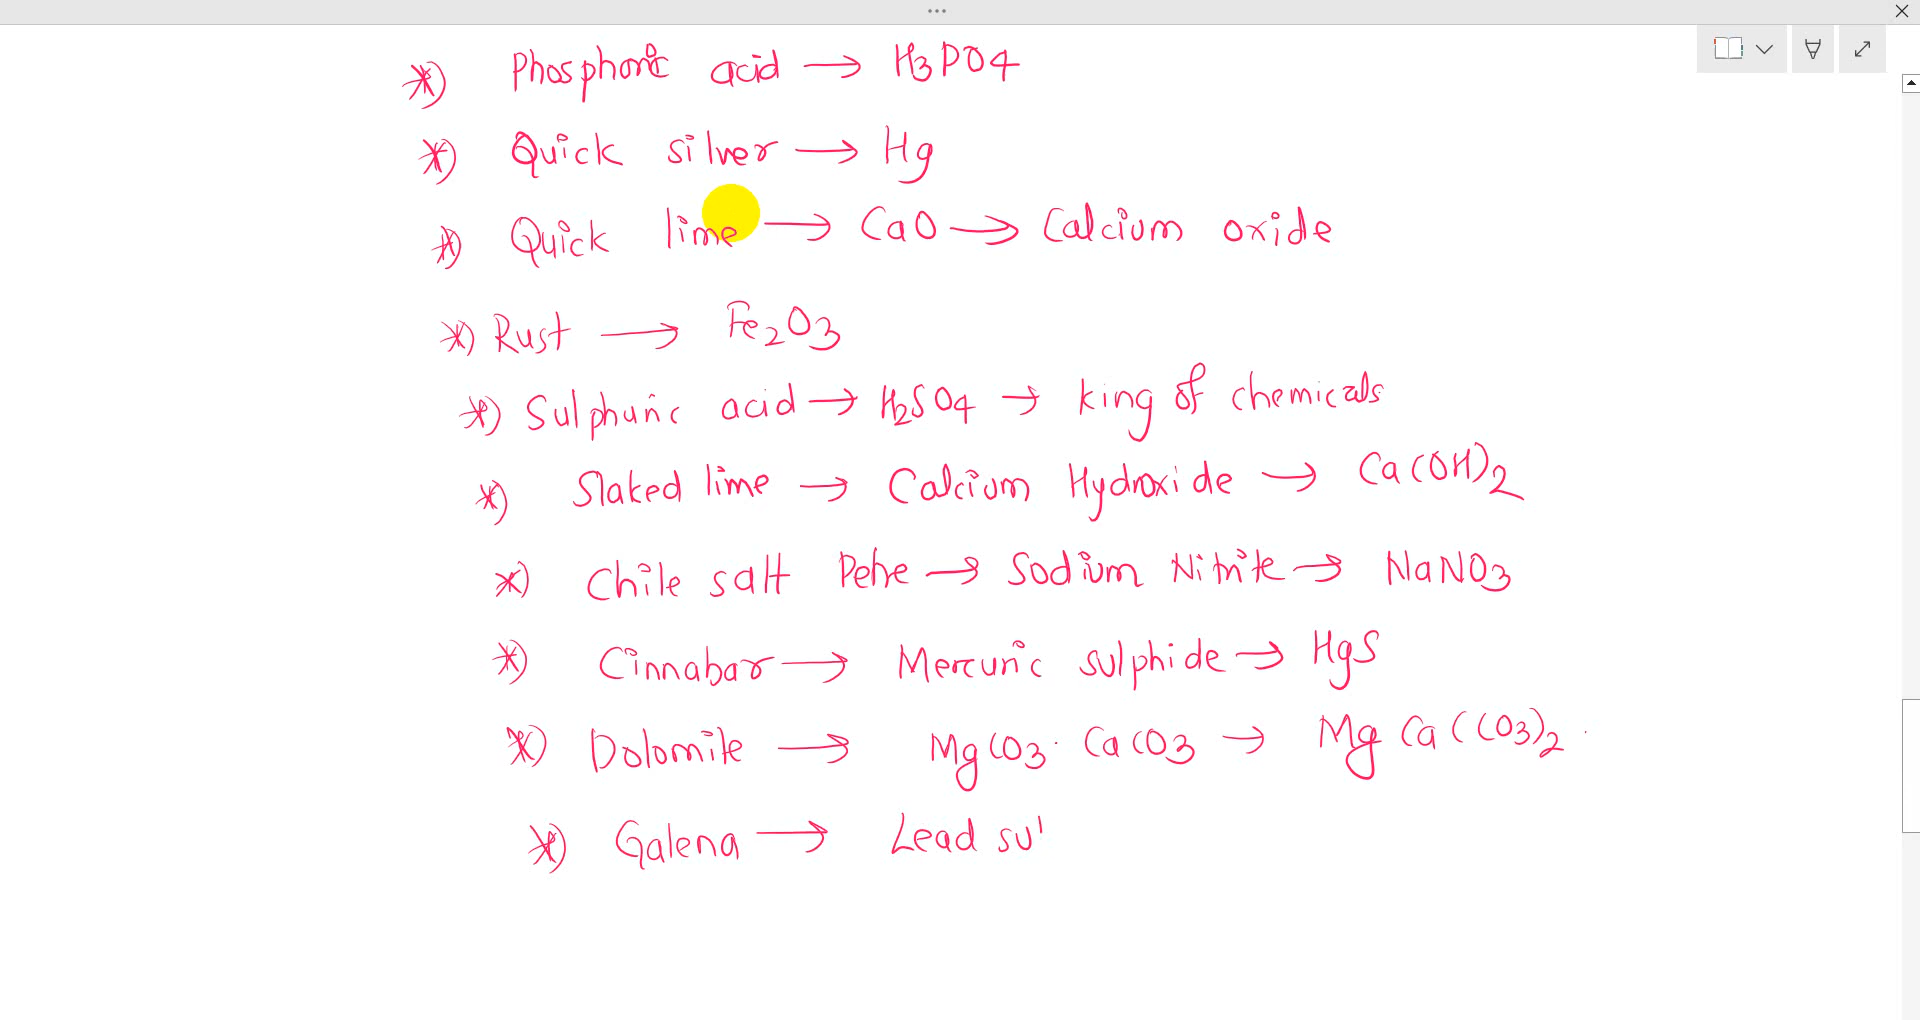 *) Phosphoric acid → H3PO4
*) Quick silver → Hg
*) Quick lime → CaO → Calcium oxide
*) Rust → Fe2O3
*) Sulphuric acid → H2SO4 → king of chemicals
*) Slaked lime → Calcium Hydroxide → Ca(OH)2
*) Chile salt Petre → Sodium Nitrite → NaNO3
*) Cinnabar → Mercuric sulphide → HgS
*) Dolomite → MgCO3. CaCO3 → MgCa(CO3)2.
*) Galena → Lead sul